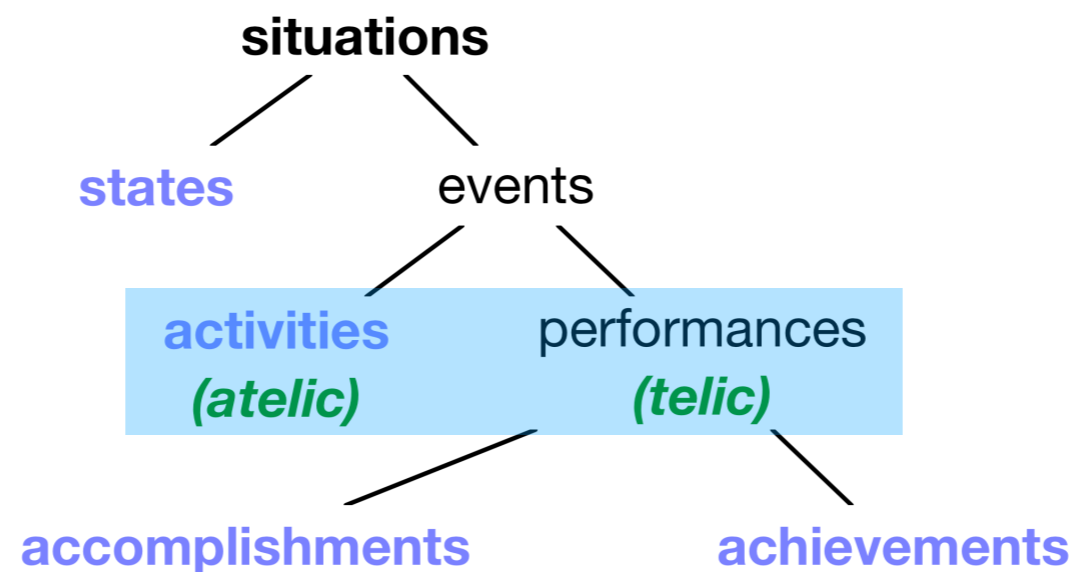 situations
states events
activities performances
(atelic) (telic)
accomplishments achievements